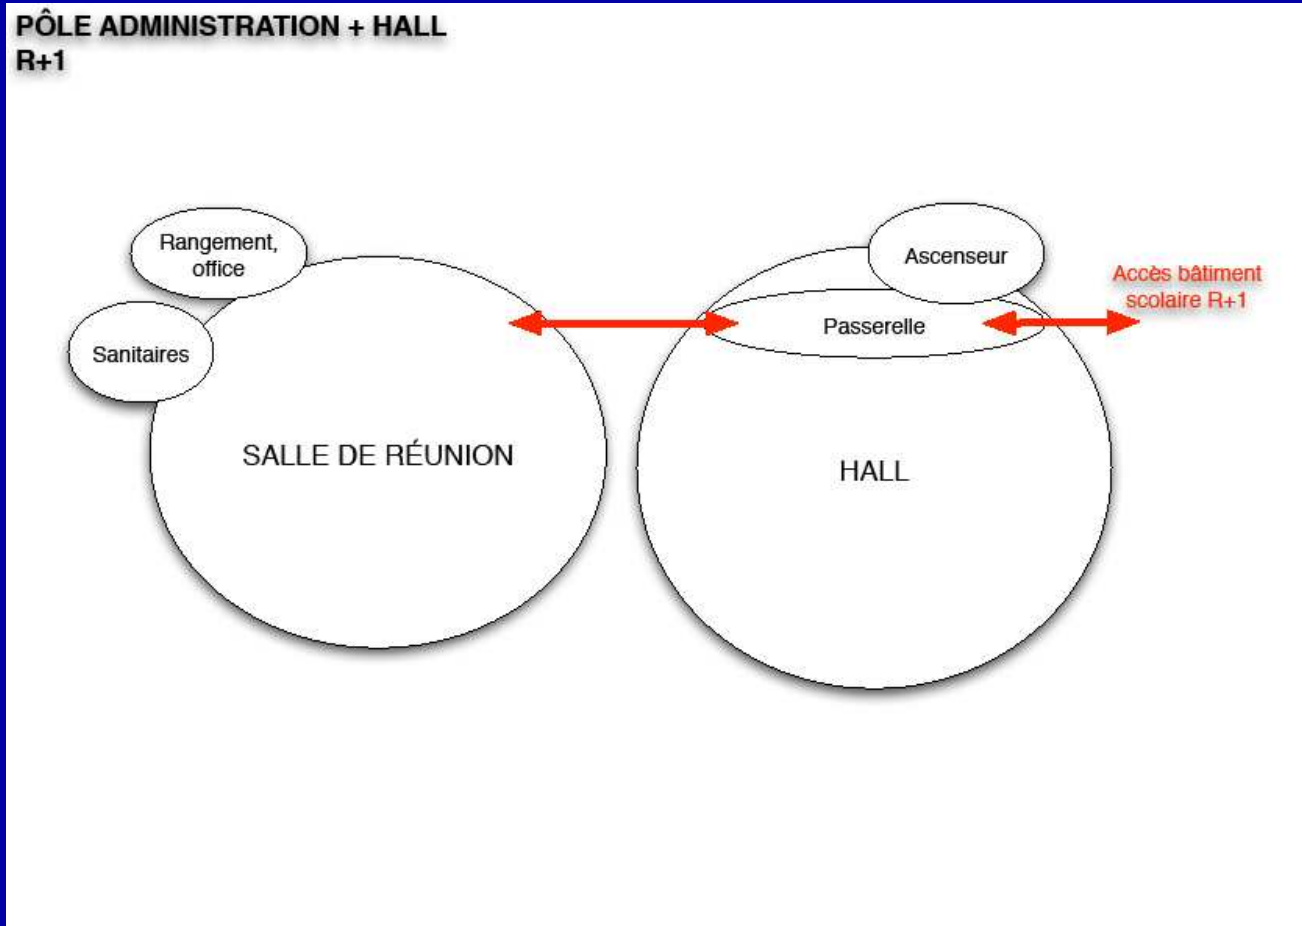 PÔLE ADMINISTRATION + HALL
R+1
Rangement,
office
Sanitaires
SALLE DE RÉUNION
Ascenseur
Passerelle
HALL
Accès bâtiment
scolaire R+1